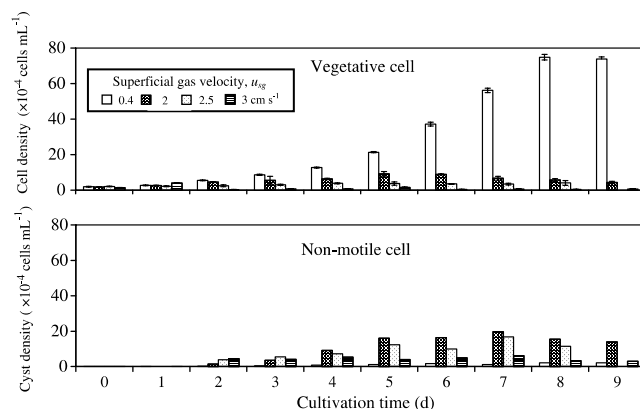 80
60
40
20
0
Cell density (×10⁻⁴ cells mL⁻¹)
Vegetative cell
Superficial gas velocity, u_sg
0.4 2 2.5 3 cm s⁻¹
80
60
40
20
0
Cyst density (×10⁻⁴ cells mL⁻¹)
Non-motile cell
0 1 2 3 4 5 6 7 8 9
Cultivation time (d)